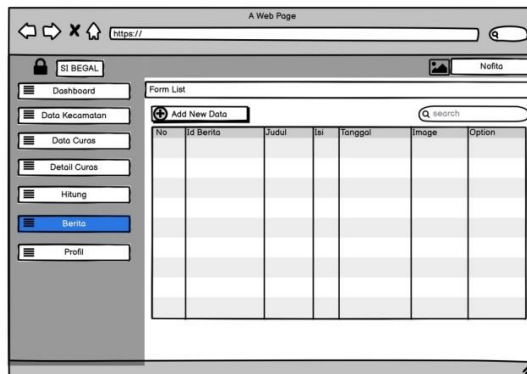 A Web Page
https://
SI BEGAL
Nofita
Dashboard
Data Kecamatan
Data Curas
Detail Curas
Hitung
Berita
Profil
Form List
Add New Data
search
No Id Berita Judul Isi Tanggal Image Option